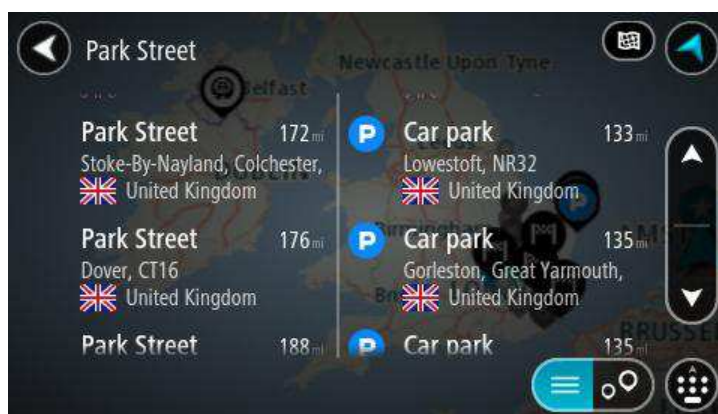 Park Street
Newcastle Upon Tyne
Belfast
Park Street 172 mi
Stoke-By-Nayland, Colchester,
United Kingdom
Park Street 176 mi
Dover, CT16
United Kingdom
Park Street 188 mi
P Car park 133 mi
Lowestoft, NR32
United Kingdom
P Car park 135 mi
Gorleston, Great Yarmouth,
United Kingdom
P Car park 135 mi
DUBLIN
Birmingham